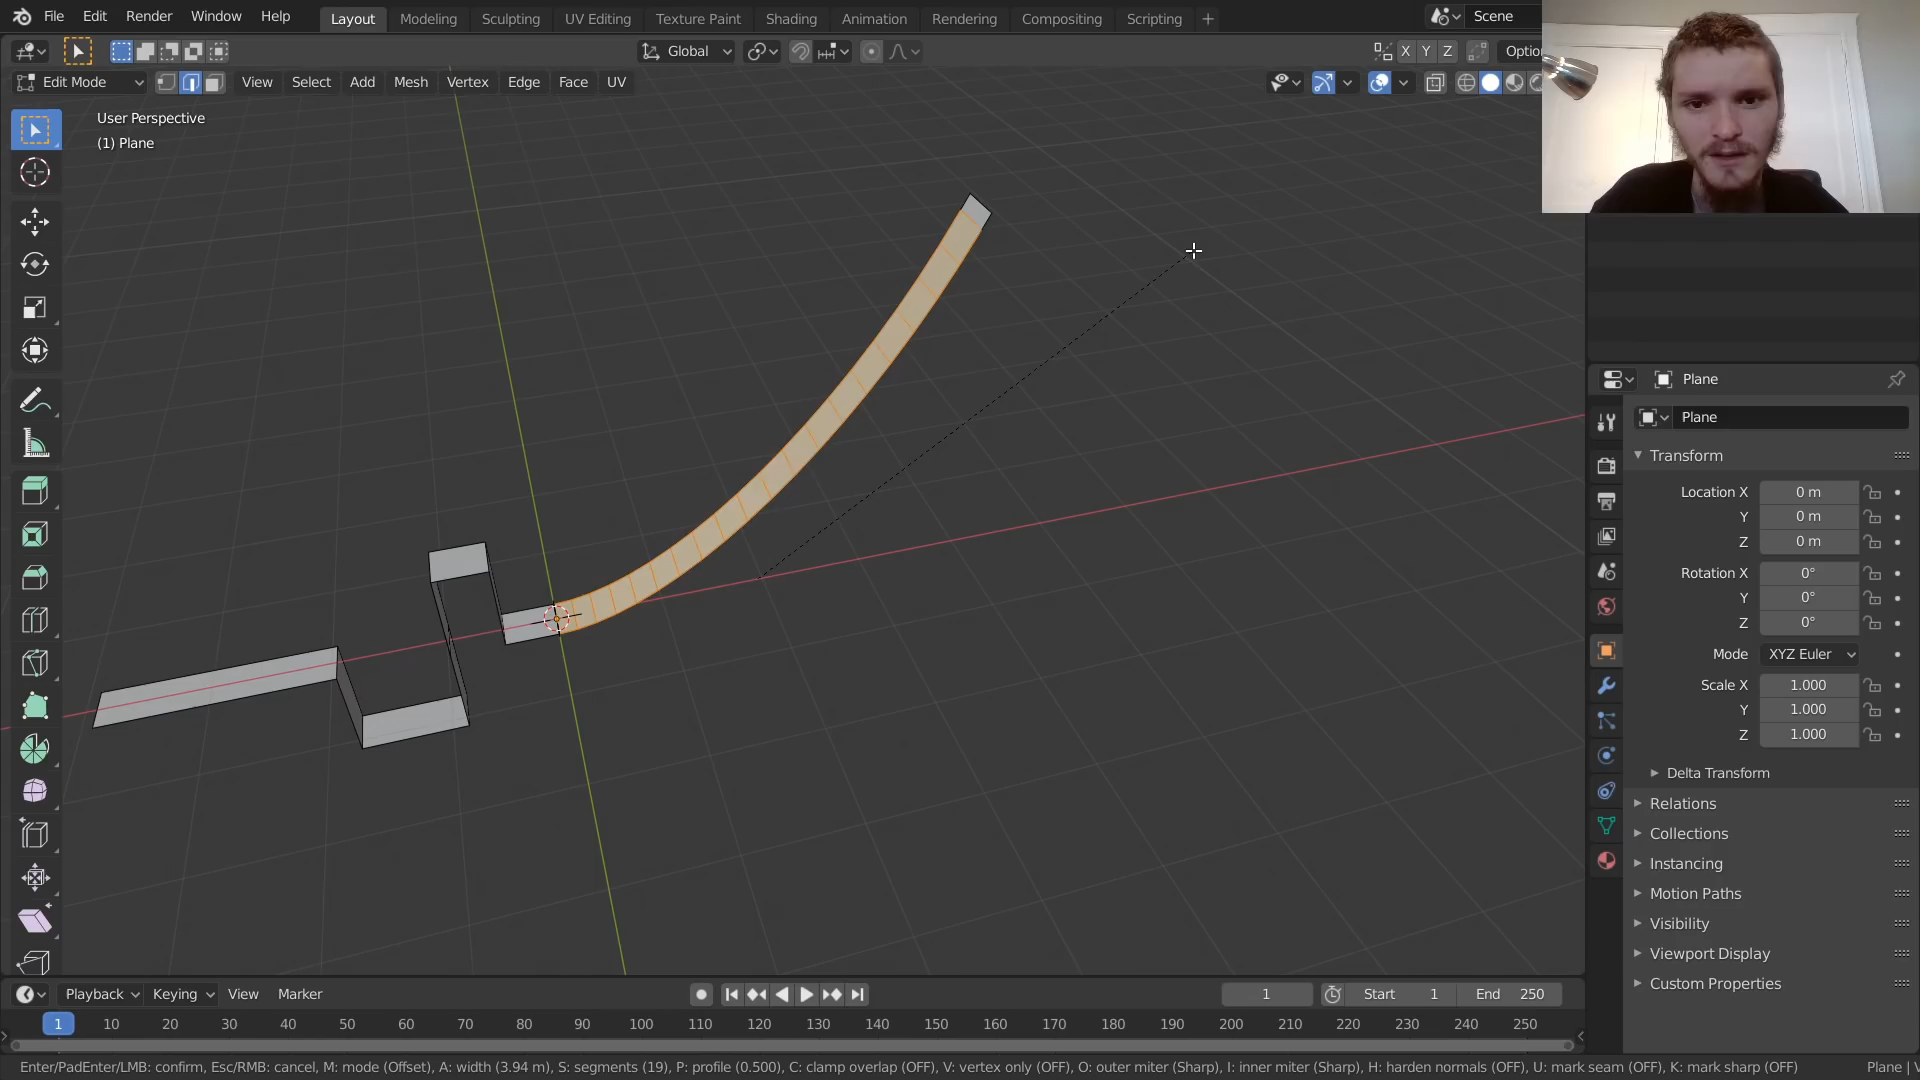 File Edit Render Window Help Layout Modeling Sculpting UV Editing Texture Paint Shading Animation Rendering Compositing Scripting + Scene
Global X Y Z
Edit Mode View Select Add Mesh Vertex Edge Face UV
User Perspective
(1) Plane
Plane
Plane
Transform
Location X 0 m
Y 0 m
Z 0 m
Rotation X 0°
Y 0°
Z 0°
Mode XYZ Euler
Scale X 1.000
Y 1.000
Z 1.000
Delta Transform
Relations
Collections
Instancing
Motion Paths
Visibility
Viewport Display
Custom Properties
Playback Keying View Marker 1 Start 1 End 250
1 10 20 30 40 50 60 70 80 90 100 110 120 130 140 150 160 170 180 190 200 210 220 230 240 250
Enter/PadEnter/LMB: confirm, Esc/RMB: cancel, M: mode (Offset), A: width (3.94 m), S: segments (19), P: profile (0.500), C: clamp overlap (OFF), V: vertex only (OFF), O: outer miter (Sharp), I: inner miter (Sharp), H: harden normals (OFF), U: mark seam (OFF), K: mark sharp (OFF) Plane |